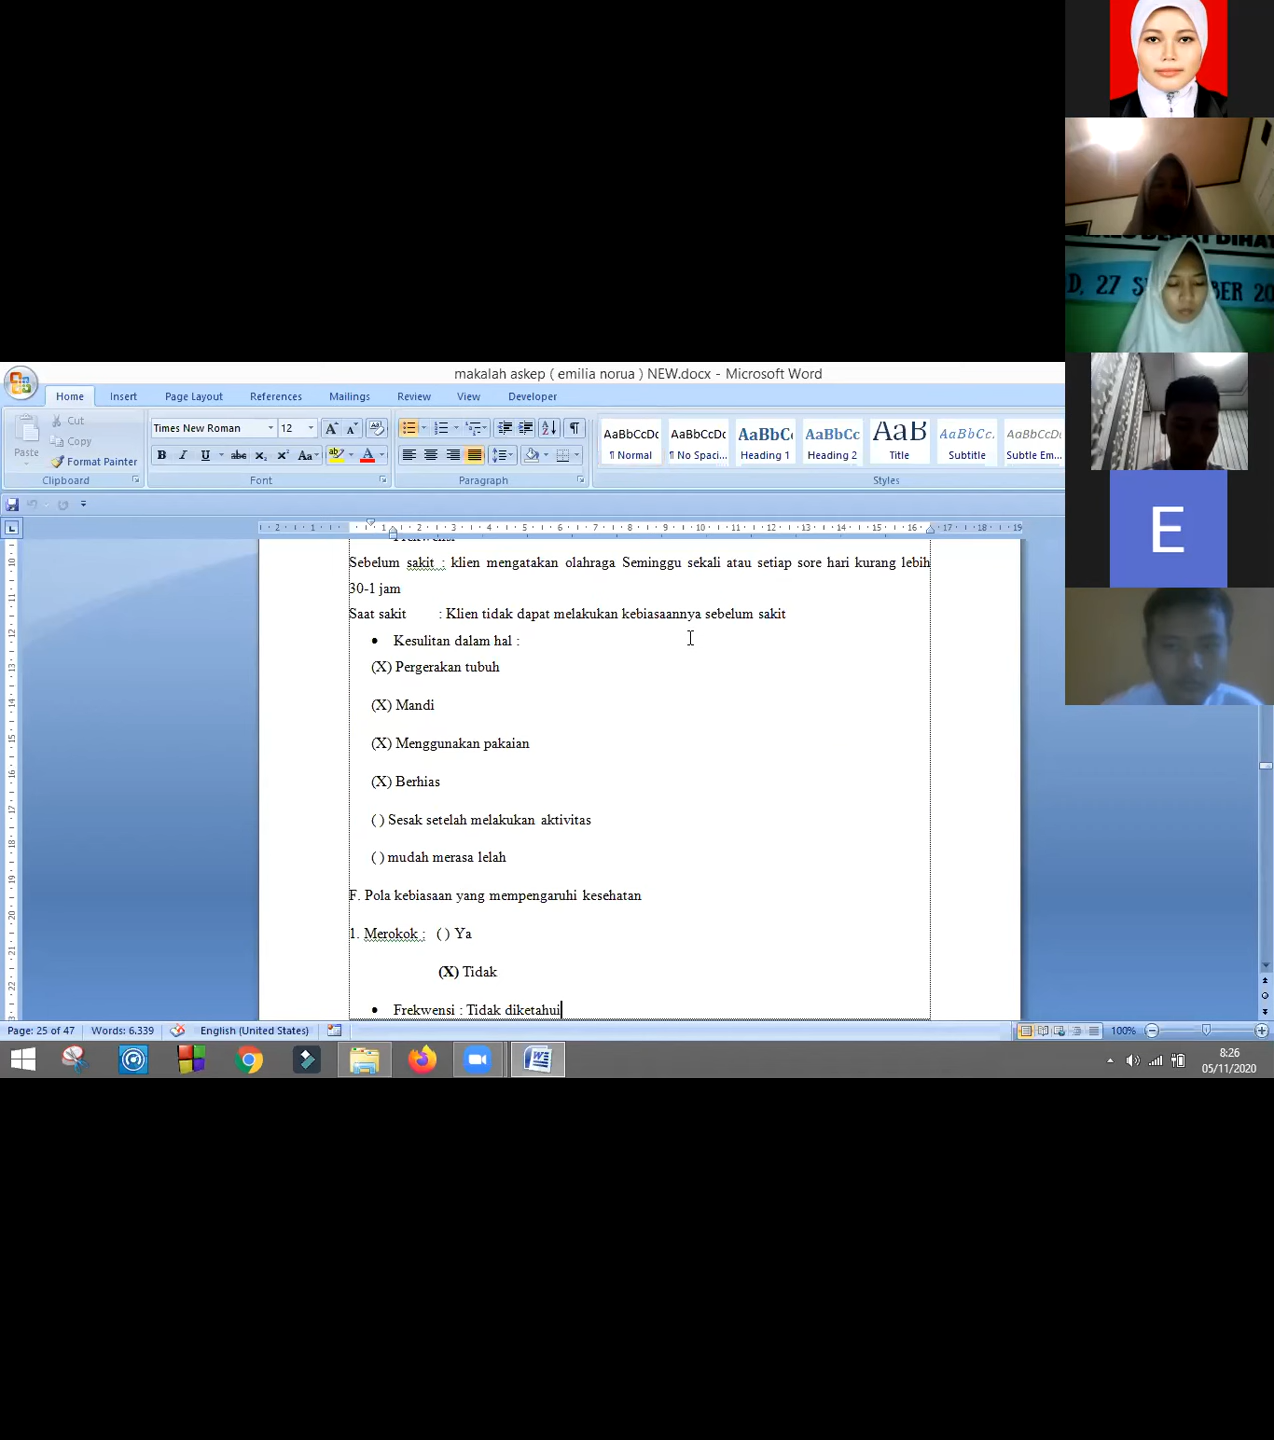 makalah askep ( emilia norua ) NEW.docx - Microsoft Word
Home Insert Page Layout References Mailings Review View Developer
Cut
Copy
Format Painter
Paste
Clipboard
Times New Roman 12
Font
Paragraph
AaBbCcDc AaBbCcDc AaBbC AaBbCc AaB AaBbCc. AaBbCcDc
¶ Normal ¶ No Spaci... Heading 1 Heading 2 Title Subtitle Subtle Em...
Styles
Frekwensi
Sebelum sakit : klien mengatakan olahraga Seminggu sekali atau setiap sore hari kurang lebih
30-1 jam
Saat sakit : Klien tidak dapat melakukan kebiasaannya sebelum sakit
• Kesulitan dalam hal :
(X) Pergerakan tubuh
(X) Mandi
(X) Menggunakan pakaian
(X) Berhias
( ) Sesak setelah melakukan aktivitas
( ) mudah merasa lelah
F. Pola kebiasaan yang mempengaruhi kesehatan
1. Merokok : ( ) Ya
(X) Tidak
• Frekwensi : Tidak diketahui
Page: 25 of 47 Words: 6.339 English (United States) 100%
8:26
05/11/2020
D, 27
E